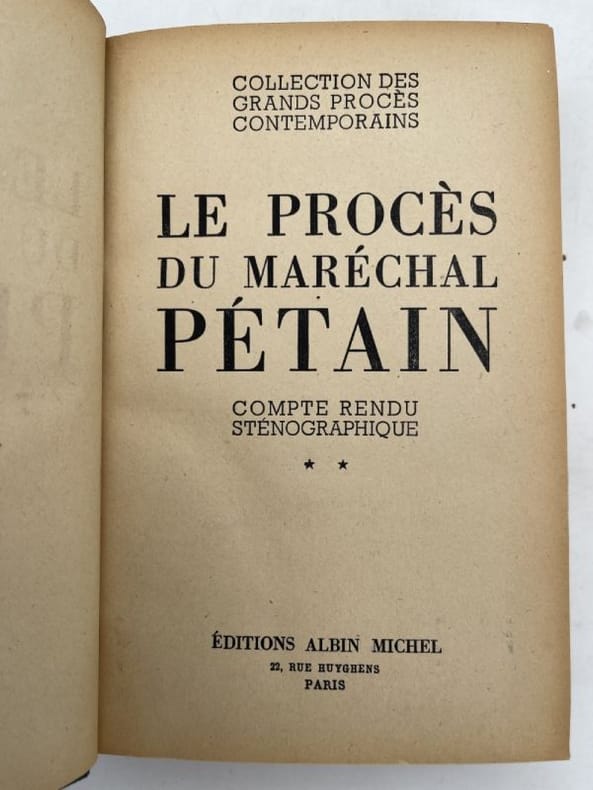 COLLECTION DES
GRANDS PROCÈS
CONTEMPORAINS
LE PROCÈS
DU MARÉCHAL
PÉTAIN
COMPTE RENDU
STÉNOGRAPHIQUE
★ ★
ÉDITIONS ALBIN MICHEL
22, RUE HUYGHENS
PARIS